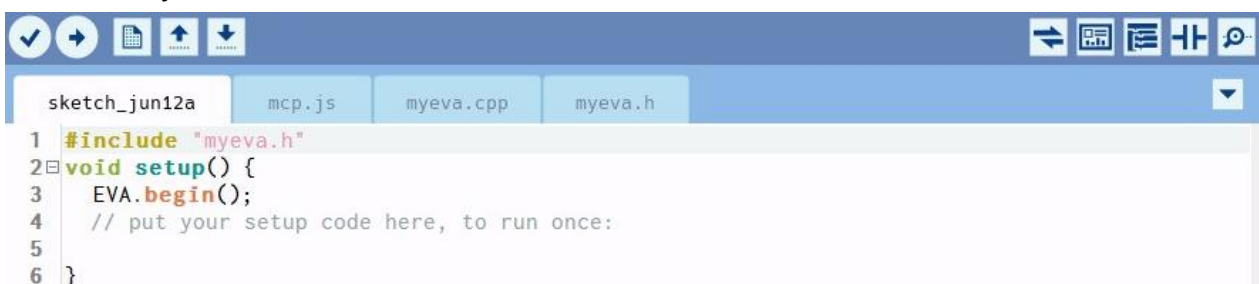 sketch_jun12a mcp.js myeva.cpp myeva.h
1 #include "myeva.h"
2 void setup() {
3 EVA.begin();
4 // put your setup code here, to run once:
5
6 }